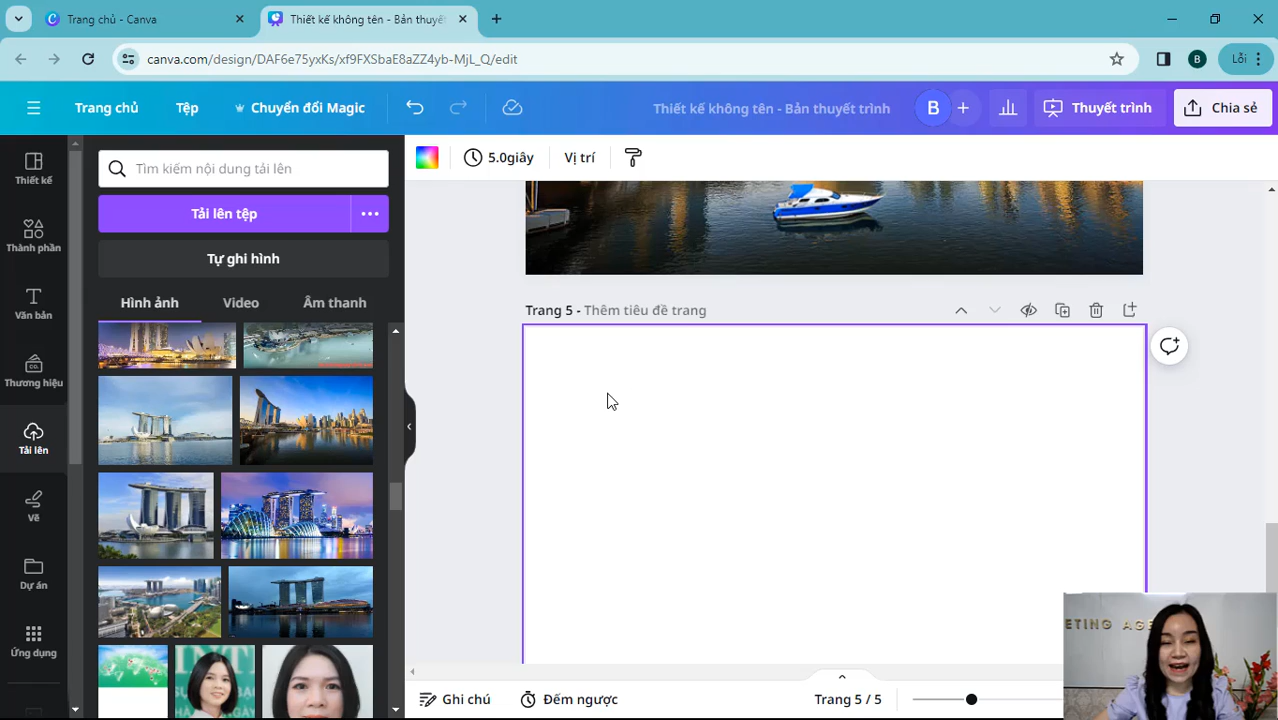 Trang chủ - Canva
Thiết kế không tên - Bản thuyết
canva.com/design/DAF6e75yxKs/xf9FXSbaE8aZZ4yb-MjL_Q/edit
B
Lỗi
Trang chủ
Tệp
Chuyển đổi Magic
Thiết kế không tên - Bản thuyết trình
B
Thuyết trình
Chia sẻ
Thiết kế
Thành phần
Văn bản
Thương hiệu
Tải lên
Vẽ
Dự án
Ứng dụng
Tìm kiếm nội dung tải lên
Tải lên tệp
Tự ghi hình
Hình ảnh
Video
Âm thanh
5.0giây
Vị trí
Trang 5 - Thêm tiêu đề trang
Ghi chú
Đếm ngược
Trang 5 / 5
ETING AGE